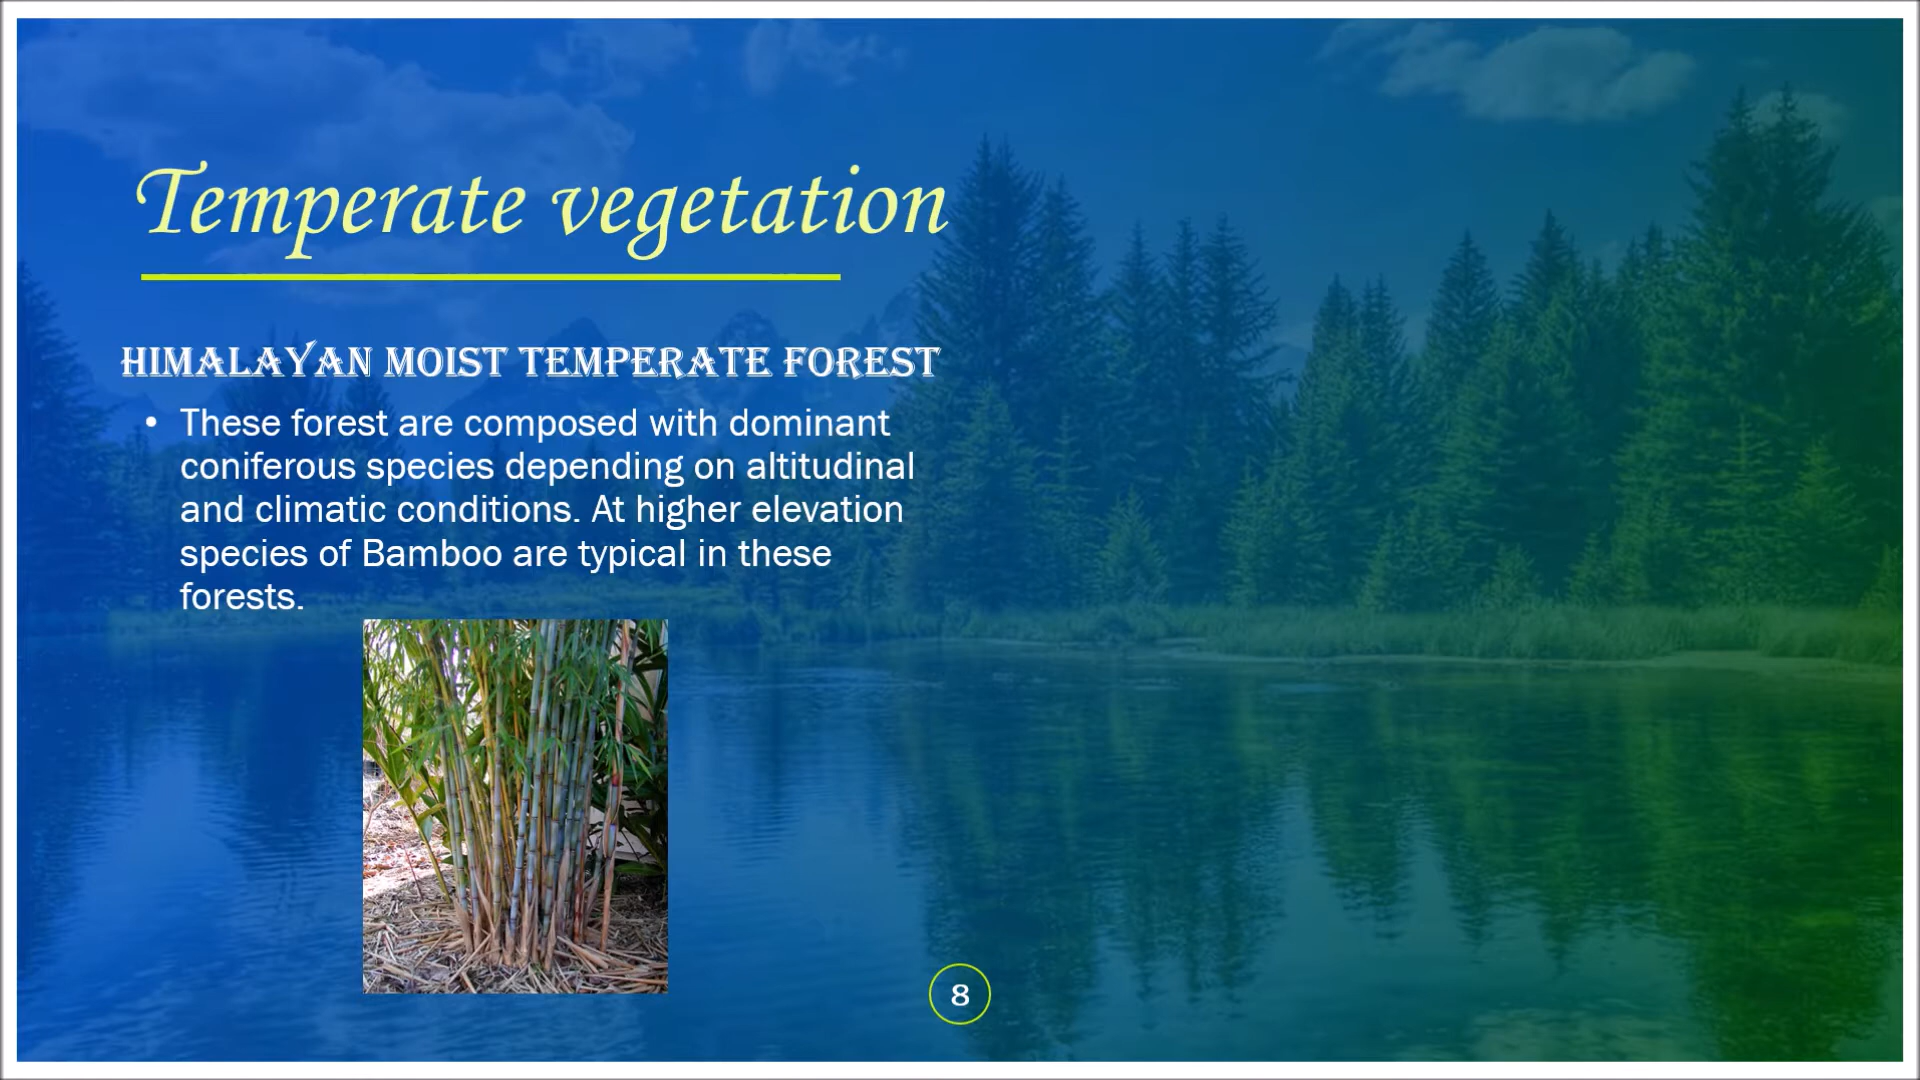 Temperate vegetation
HIMALAYAN MOIST TEMPERATE FOREST
• These forest are composed with dominant
coniferous species depending on altitudinal
and climatic conditions. At higher elevation
species of Bamboo are typical in these
forests.
8